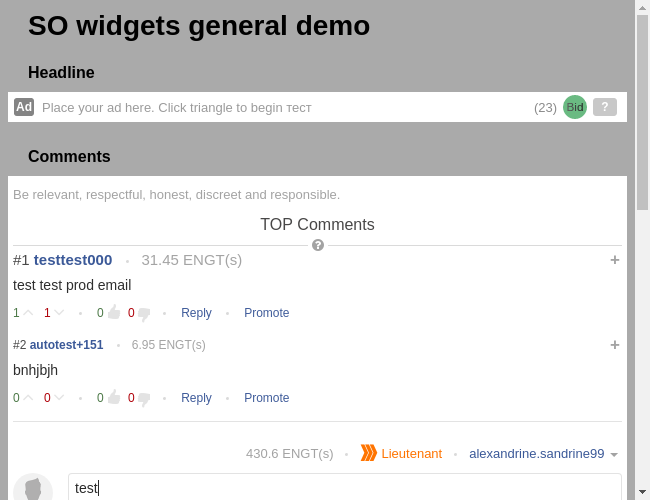 SO widgets general demo
Headline
Ad Place your ad here. Click triangle to begin тест (23) Bid ?
Comments
Be relevant, respectful, honest, discreet and responsible.
TOP Comments
?
#1 testtest000 • 31.45 ENGT(s) +
test test prod email
1 1 • 0 0 • Reply • Promote
#2 autotest+151 • 6.95 ENGT(s) +
bnhjbjh
0 0 • 0 0 • Reply • Promote
430.6 ENGT(s) • Lieutenant • alexandrine.sandrine99
test